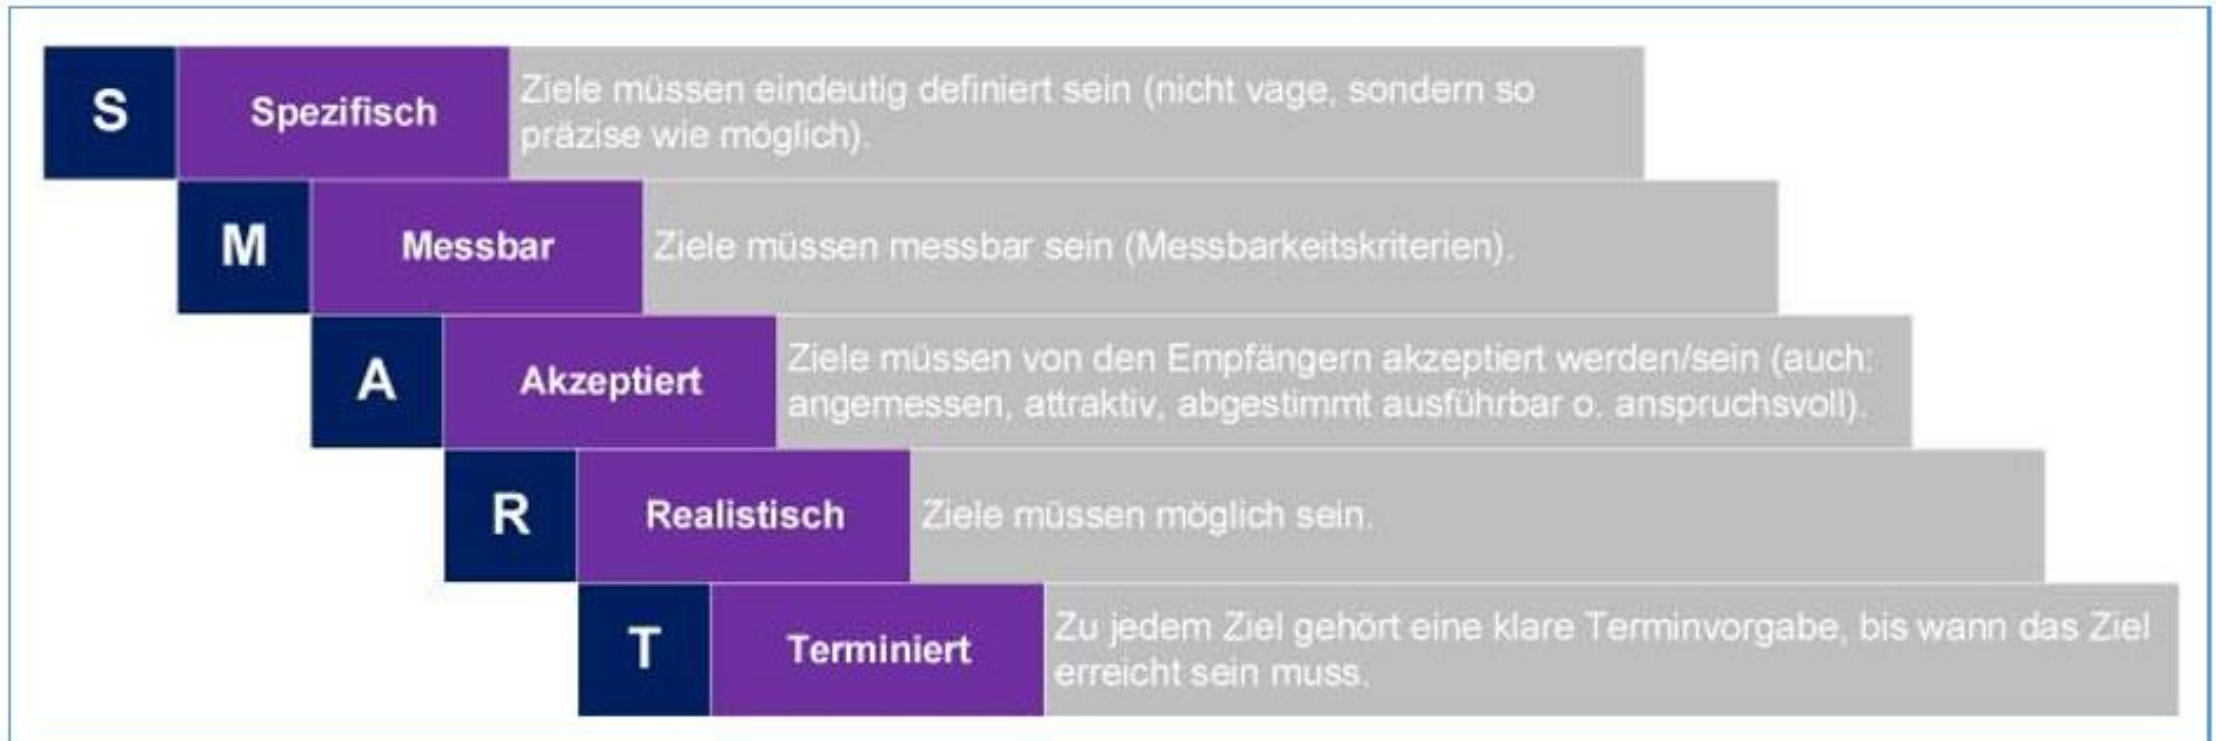 S
Spezifisch
Ziele müssen eindeutig definiert sein (nicht vage, sondern so
präzise wie möglich).
M
Messbar
Ziele müssen messbar sein (Messbarkeitskriterien).
A
Akzeptiert
Ziele müssen von den Empfängern akzeptiert werden/sein (auch:
angemessen, attraktiv, abgestimmt ausführbar o. anspruchsvoll).
R
Realistisch
Ziele müssen möglich sein.
T
Terminiert
Zu jedem Ziel gehört eine klare Terminvorgabe, bis wann das Ziel
erreicht sein muss.